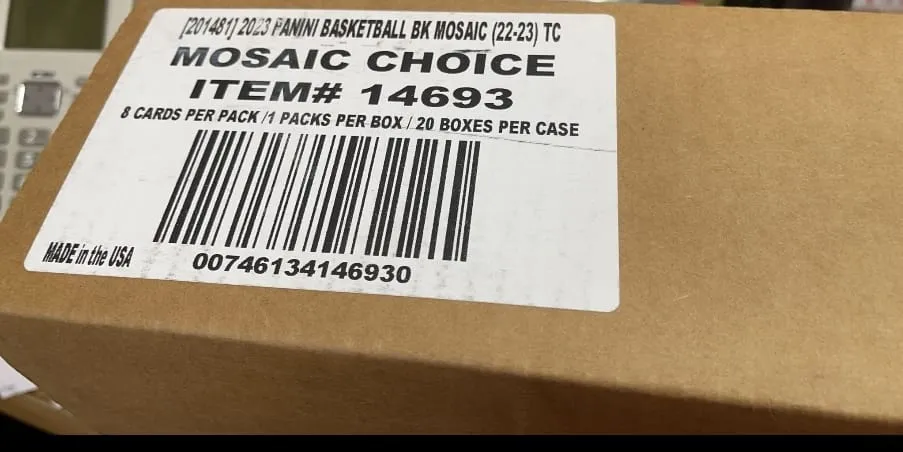 [201481] 2023 PANINI BASKETBALL BK MOSAIC (22-23) TC
MOSAIC CHOICE
ITEM# 14693
8 CARDS PER PACK /1 PACKS PER BOX / 20 BOXES PER CASE
MADE in the USA
00746134146930